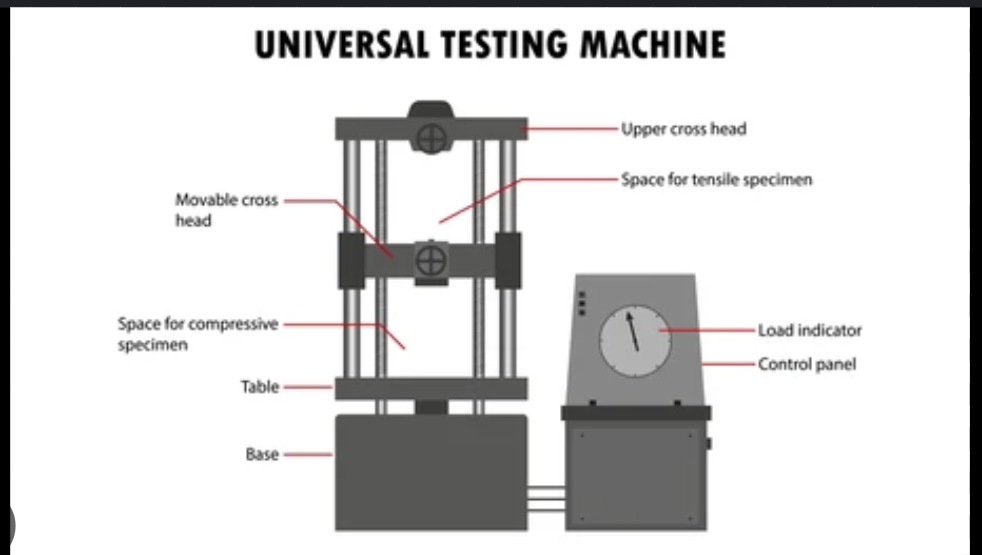 UNIVERSAL TESTING MACHINE
Upper cross head
Space for tensile specimen
Movable cross
head
Space for compressive
specimen
Load indicator
Control panel
Table
Base